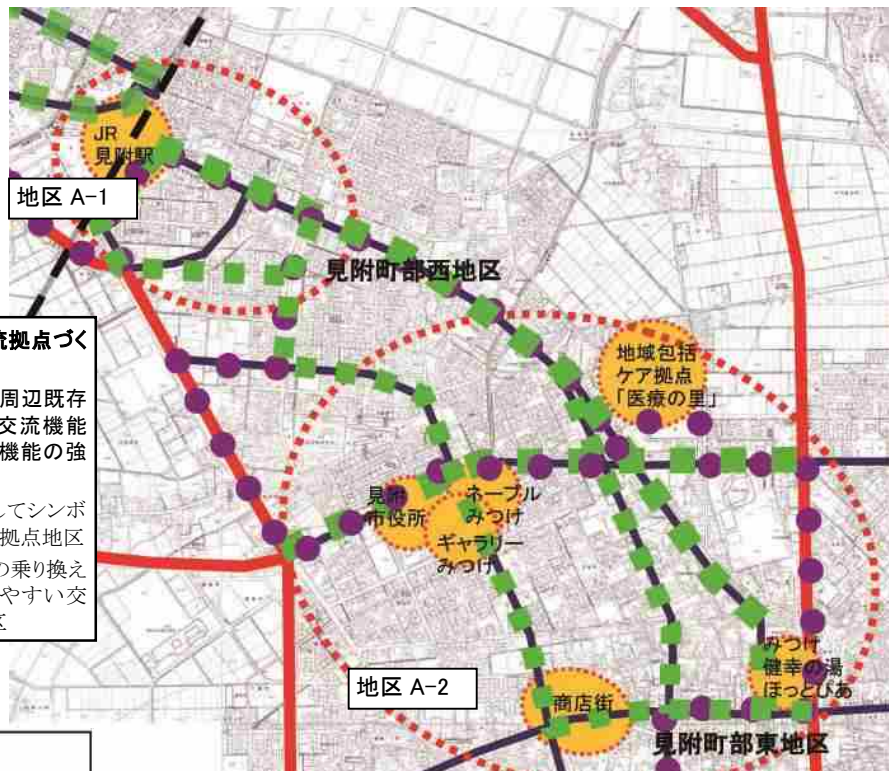 JR
見附駅
地区 A-1
見附町部西地区
流拠点づく
周辺既存
交流機能
機能の強
してシンボ
拠点地区
の乗り換え
やすい交
区
地域包括
ケア拠点
「医療の里」
見附
市役所
ネーブル
みつけ
ギャラリー
みつけ
地区 A-2
商店街
みつけ
健幸の湯
ほっとぴあ
見附町部東地区